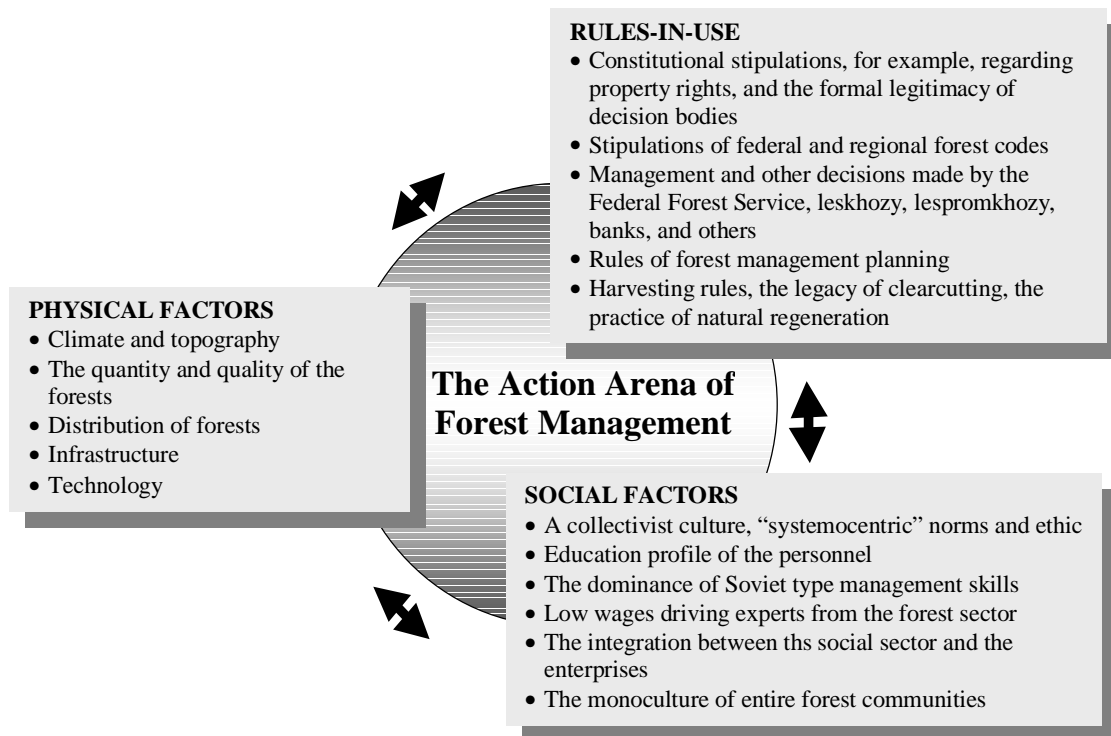 RULES-IN-USE
• Constitutional stipulations, for example, regarding
property rights, and the formal legitimacy of
decision bodies
• Stipulations of federal and regional forest codes
• Management and other decisions made by the
Federal Forest Service, leskhozy, lespromkhozy,
banks, and others
• Rules of forest management planning
• Harvesting rules, the legacy of clearcutting, the
practice of natural regeneration
PHYSICAL FACTORS
• Climate and topography
• The quantity and quality of the
forests
• Distribution of forests
• Infrastructure
• Technology
The Action Arena of
Forest Management
SOCIAL FACTORS
• A collectivist culture, “systemocentric” norms and ethic
• Education profile of the personnel
• The dominance of Soviet type management skills
• Low wages driving experts from the forest sector
• The integration between ths social sector and the
enterprises
• The monoculture of entire forest communities